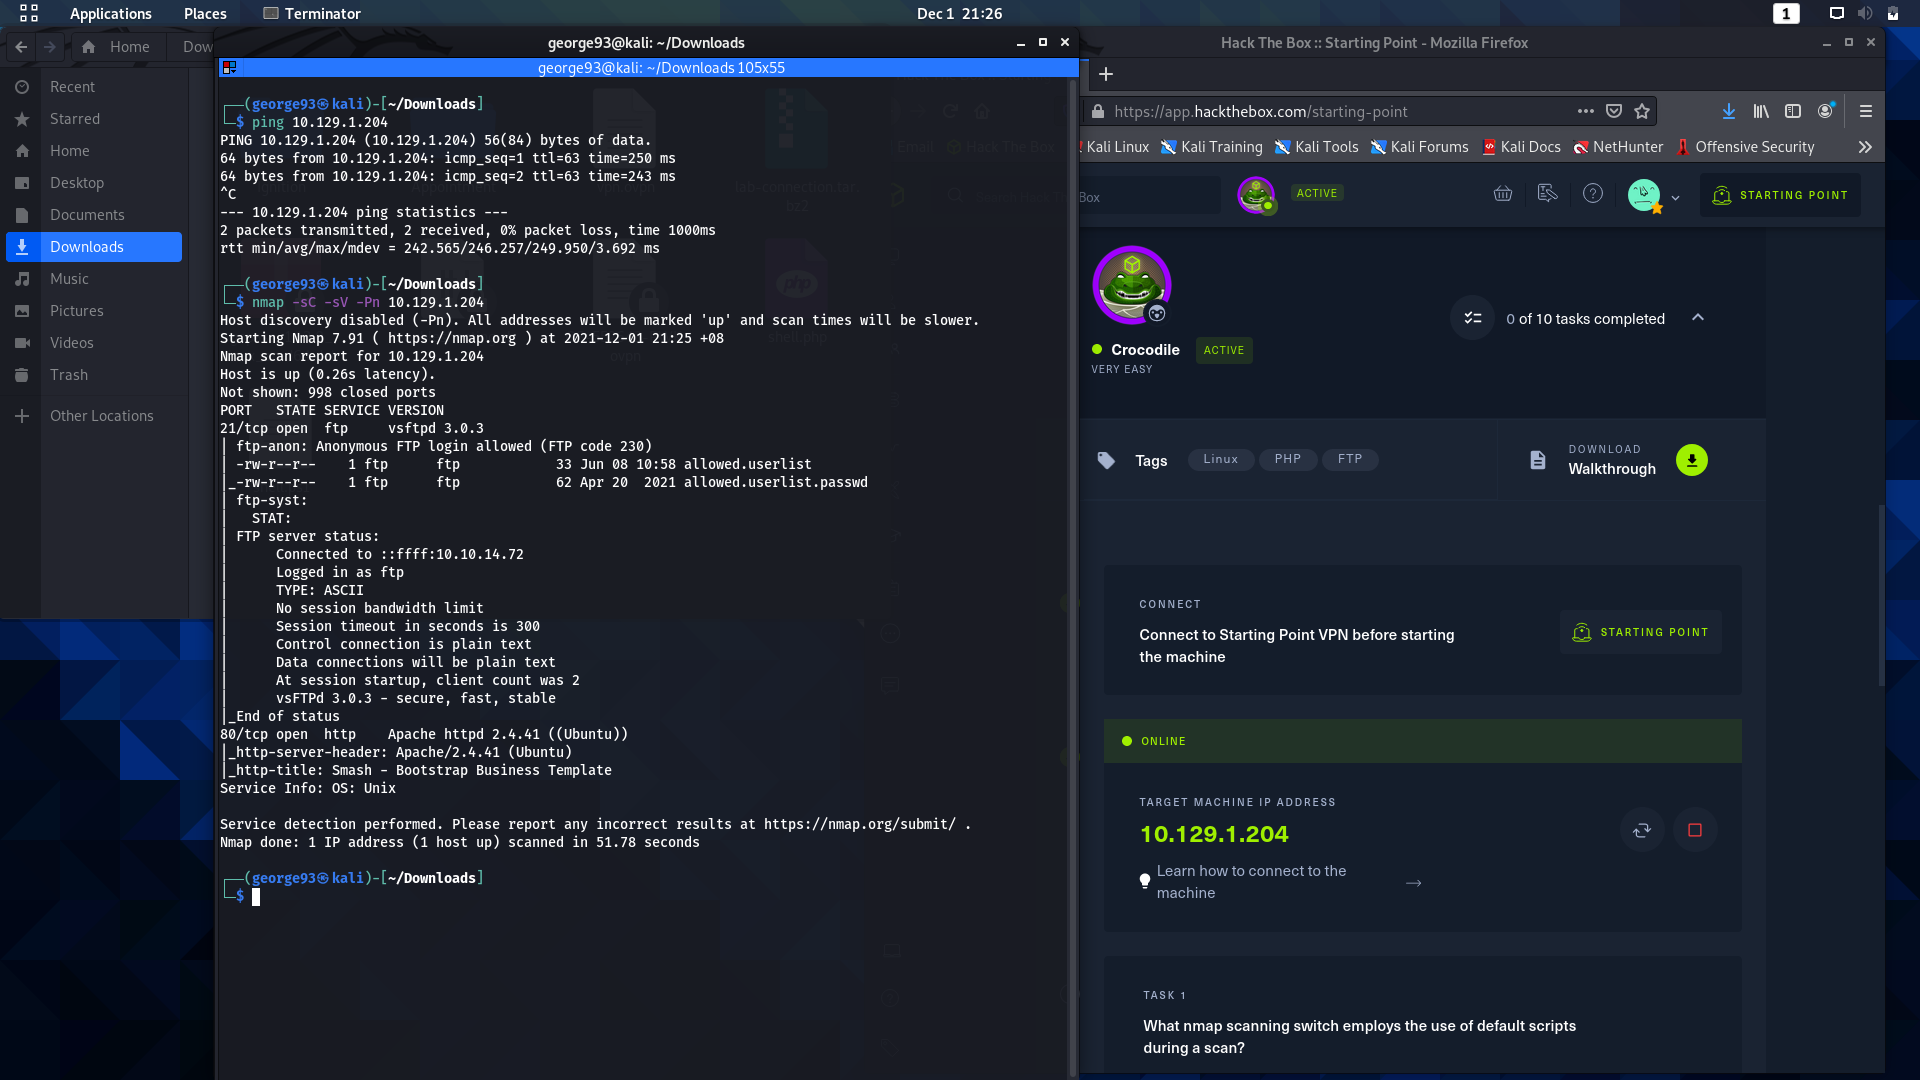 Applications
Places
Terminator
Dec 1 21:26
1
Home
Dow
Recent
Starred
Home
Desktop
Documents
Downloads
Music
Pictures
Videos
Trash
Other Locations
george93@kali: ~/Downloads
george93@kali: ~/Downloads 105x55
┌──(george93㉿kali)-[~/Downloads]
└─$ ping 10.129.1.204
PING 10.129.1.204 (10.129.1.204) 56(84) bytes of data.
64 bytes from 10.129.1.204: icmp_seq=1 ttl=63 time=250 ms
64 bytes from 10.129.1.204: icmp_seq=2 ttl=63 time=243 ms
^C
--- 10.129.1.204 ping statistics ---
2 packets transmitted, 2 received, 0% packet loss, time 1000ms
rtt min/avg/max/mdev = 242.565/246.257/249.950/3.692 ms
┌──(george93㉿kali)-[~/Downloads]
└─$ nmap -sC -sV -Pn 10.129.1.204
Host discovery disabled (-Pn). All addresses will be marked 'up' and scan times will be slower.
Starting Nmap 7.91 ( https://nmap.org ) at 2021-12-01 21:25 +08
Nmap scan report for 10.129.1.204
Host is up (0.26s latency).
Not shown: 998 closed ports
PORT   STATE SERVICE VERSION
21/tcp open  ftp     vsftpd 3.0.3
| ftp-anon: Anonymous FTP login allowed (FTP code 230)
| -rw-r--r--    1 ftp      ftp            33 Jun 08 10:58 allowed.userlist
|_-rw-r--r--    1 ftp      ftp            62 Apr 20  2021 allowed.userlist.passwd
| ftp-syst:
|   STAT:
| FTP server status:
|      Connected to ::ffff:10.10.14.72
|      Logged in as ftp
|      TYPE: ASCII
|      No session bandwidth limit
|      Session timeout in seconds is 300
|      Control connection is plain text
|      Data connections will be plain text
|      At session startup, client count was 2
|      vsFTPd 3.0.3 - secure, fast, stable
|_End of status
80/tcp open  http    Apache httpd 2.4.41 ((Ubuntu))
|_http-server-header: Apache/2.4.41 (Ubuntu)
|_http-title: Smash - Bootstrap Business Template
Service Info: OS: Unix
Service detection performed. Please report any incorrect results at https://nmap.org/submit/ .
Nmap done: 1 IP address (1 host up) scanned in 51.78 seconds
┌──(george93㉿kali)-[~/Downloads]
└─$
Hack The Box :: Starting Point - Mozilla Firefox
https://app.hackthebox.com/starting-point
Kali Linux
Kali Training
Kali Tools
Kali Forums
Kali Docs
NetHunter
Offensive Security
Box
ACTIVE
STARTING POINT
Crocodile
ACTIVE
VERY EASY
0 of 10 tasks completed
Tags
Linux
PHP
FTP
DOWNLOAD
Walkthrough
CONNECT
Connect to Starting Point VPN before starting
the machine
STARTING POINT
ONLINE
TARGET MACHINE IP ADDRESS
10.129.1.204
Learn how to connect to the
machine
TASK 1
What nmap scanning switch employs the use of default scripts
during a scan?